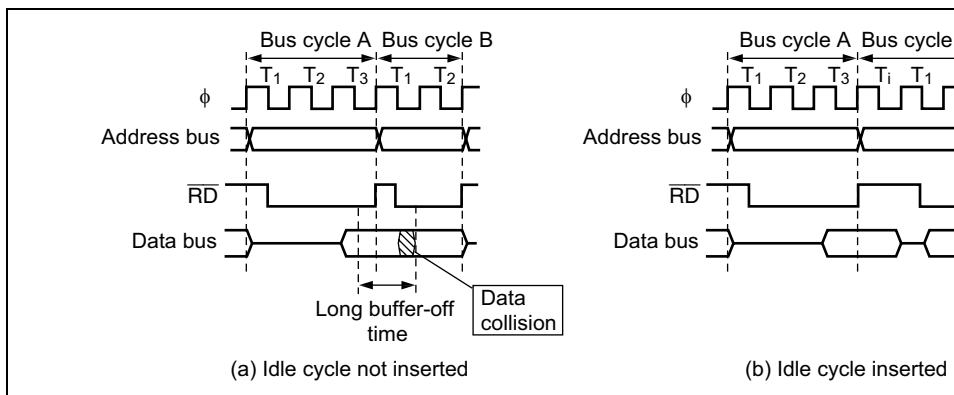 Bus cycle A Bus cycle B
T1 T2 T3 T1 T2
ϕ
Address bus
RD
Data bus
Long buffer-off
time
Data
collision
(a) Idle cycle not inserted
Bus cycle A Bus cycle
T1 T2 T3 Ti T1
ϕ
Address bus
RD
Data bus
(b) Idle cycle inserted